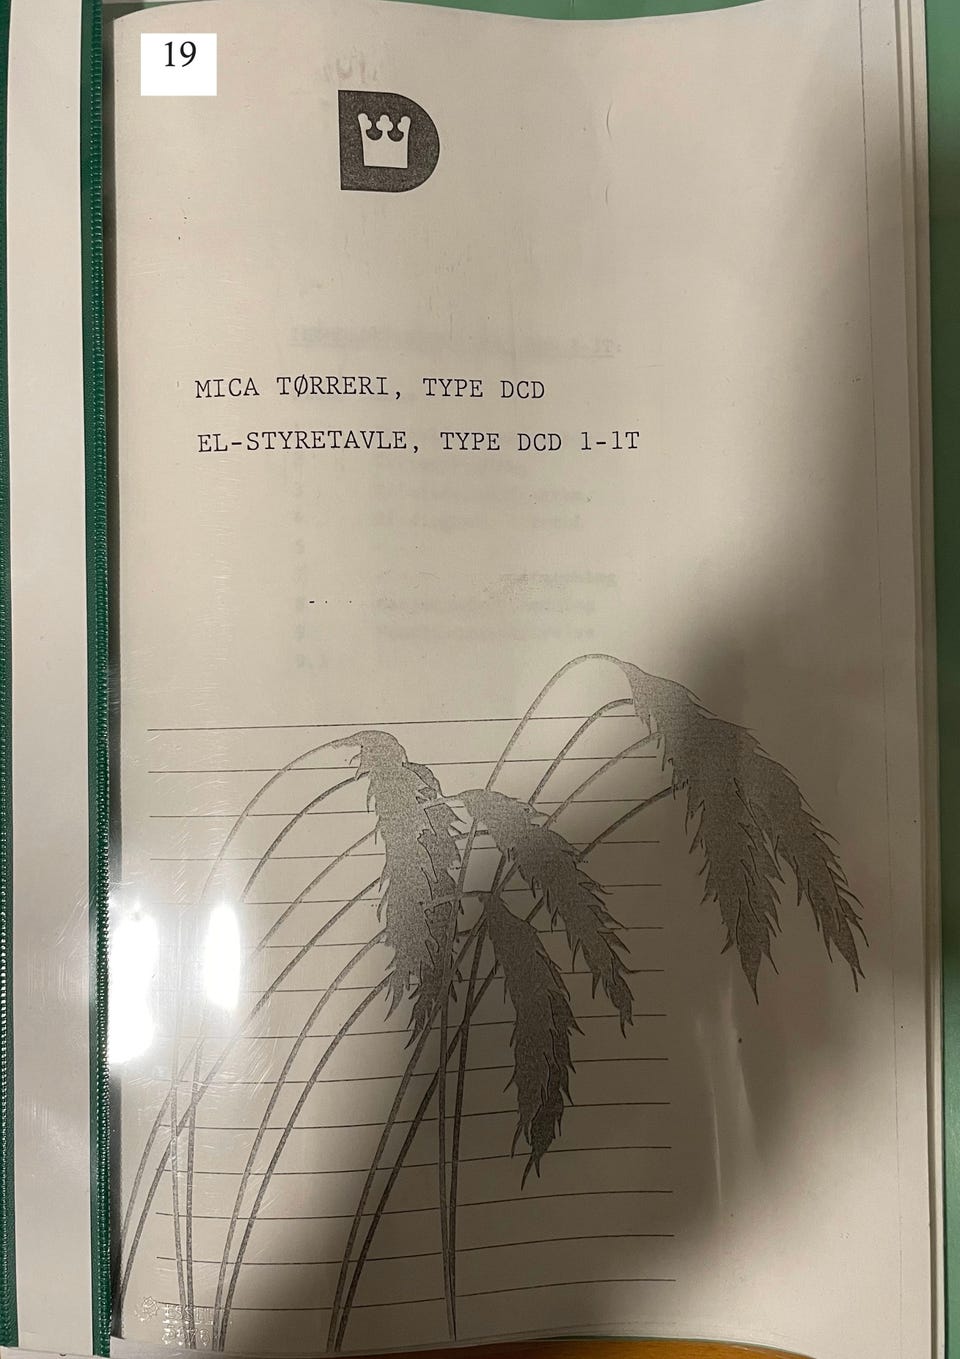 19
MICA TØRRERI, TYPE DCD
EL-STYRETAVLE, TYPE DCD 1-1T